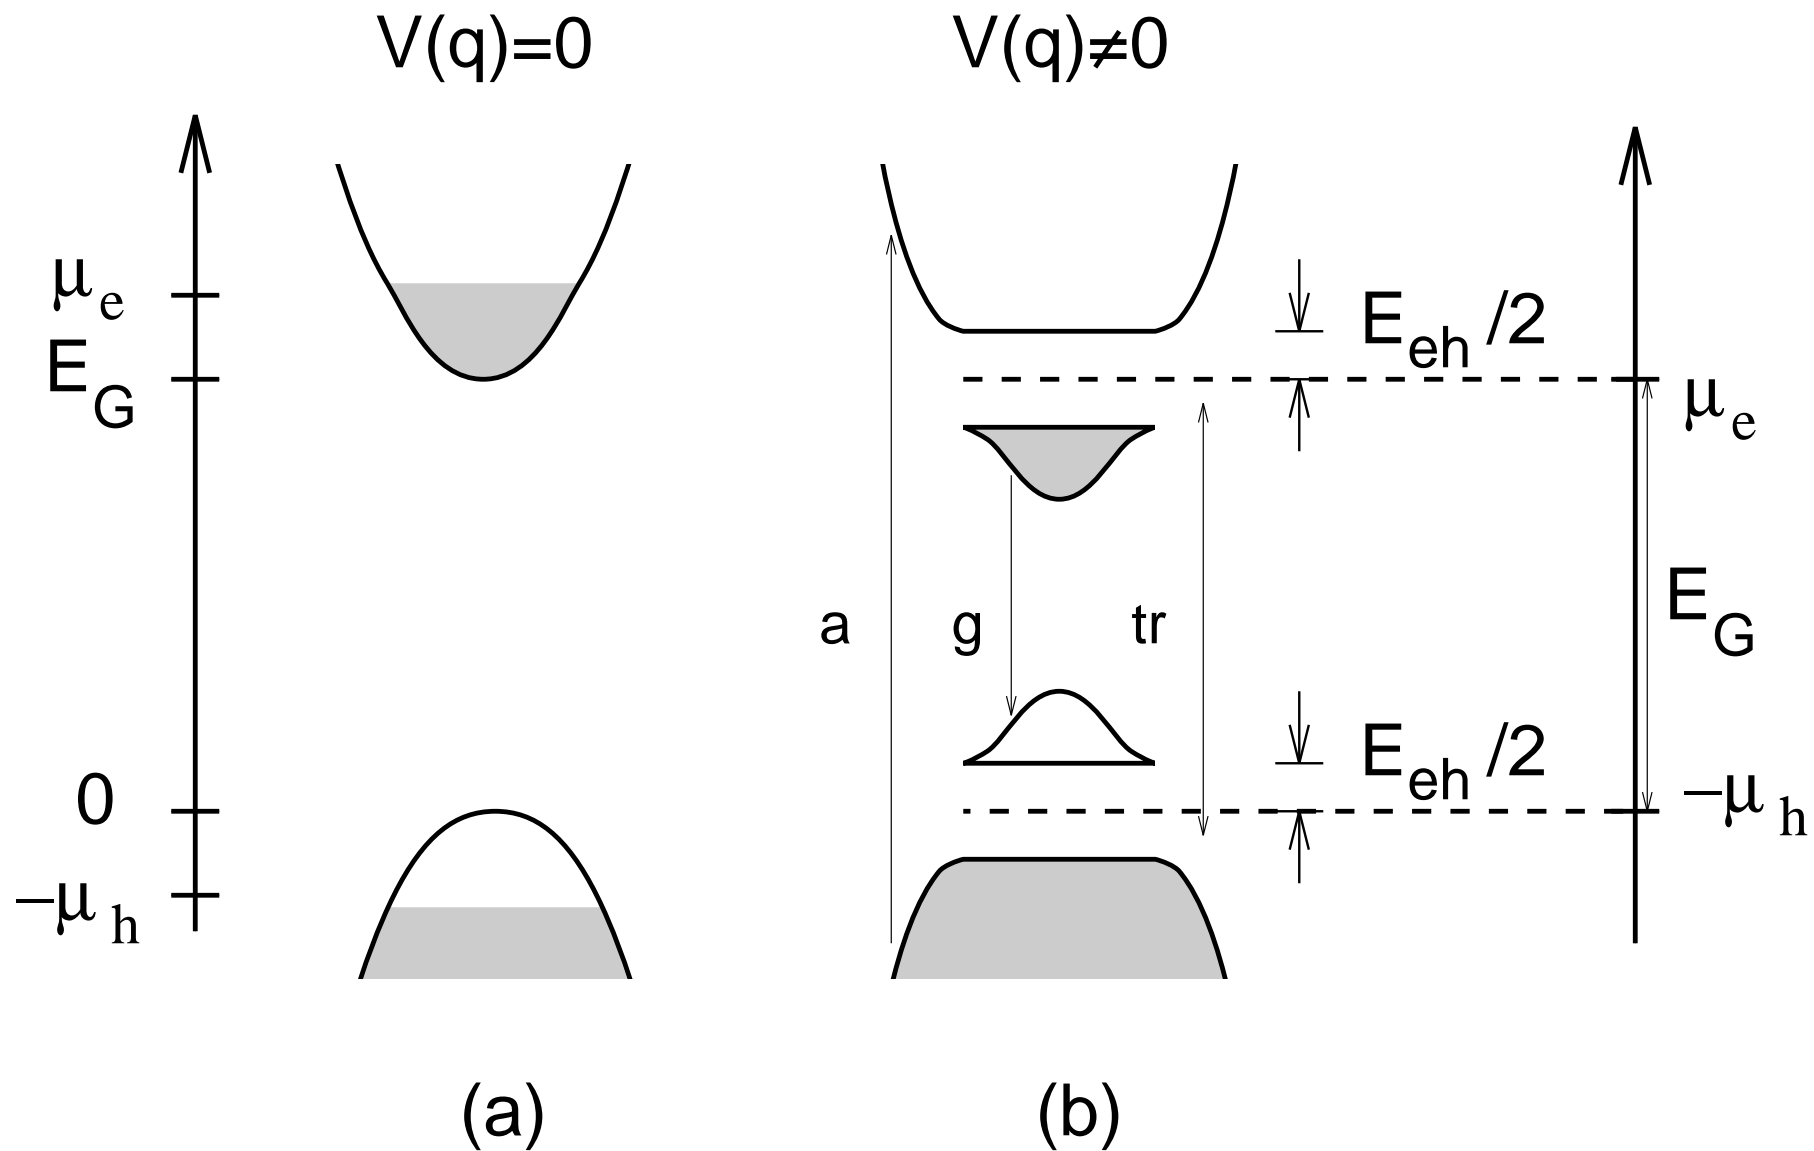 V(q)=0
V(q)≠0
μe
EG
0
−μh
a
g
tr
Eeh/2
μe
EG
Eeh/2
−μh
(a)
(b)